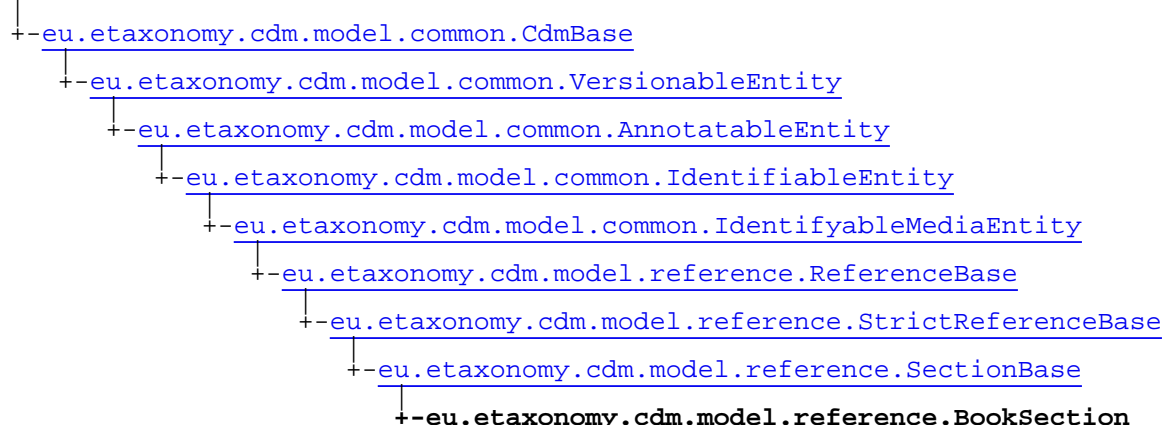 |
+-eu.etaxonomy.cdm.model.common.CdmBase
|
+-eu.etaxonomy.cdm.model.common.VersionableEntity
|
+-eu.etaxonomy.cdm.model.common.AnnotatableEntity
|
+-eu.etaxonomy.cdm.model.common.IdentifiableEntity
|
+-eu.etaxonomy.cdm.model.common.IdentifyableMediaEntity
|
+-eu.etaxonomy.cdm.model.reference.ReferenceBase
|
+-eu.etaxonomy.cdm.model.reference.StrictReferenceBase
|
+-eu.etaxonomy.cdm.model.reference.SectionBase
|
+-eu.etaxonomy.cdm.model.reference.BookSection